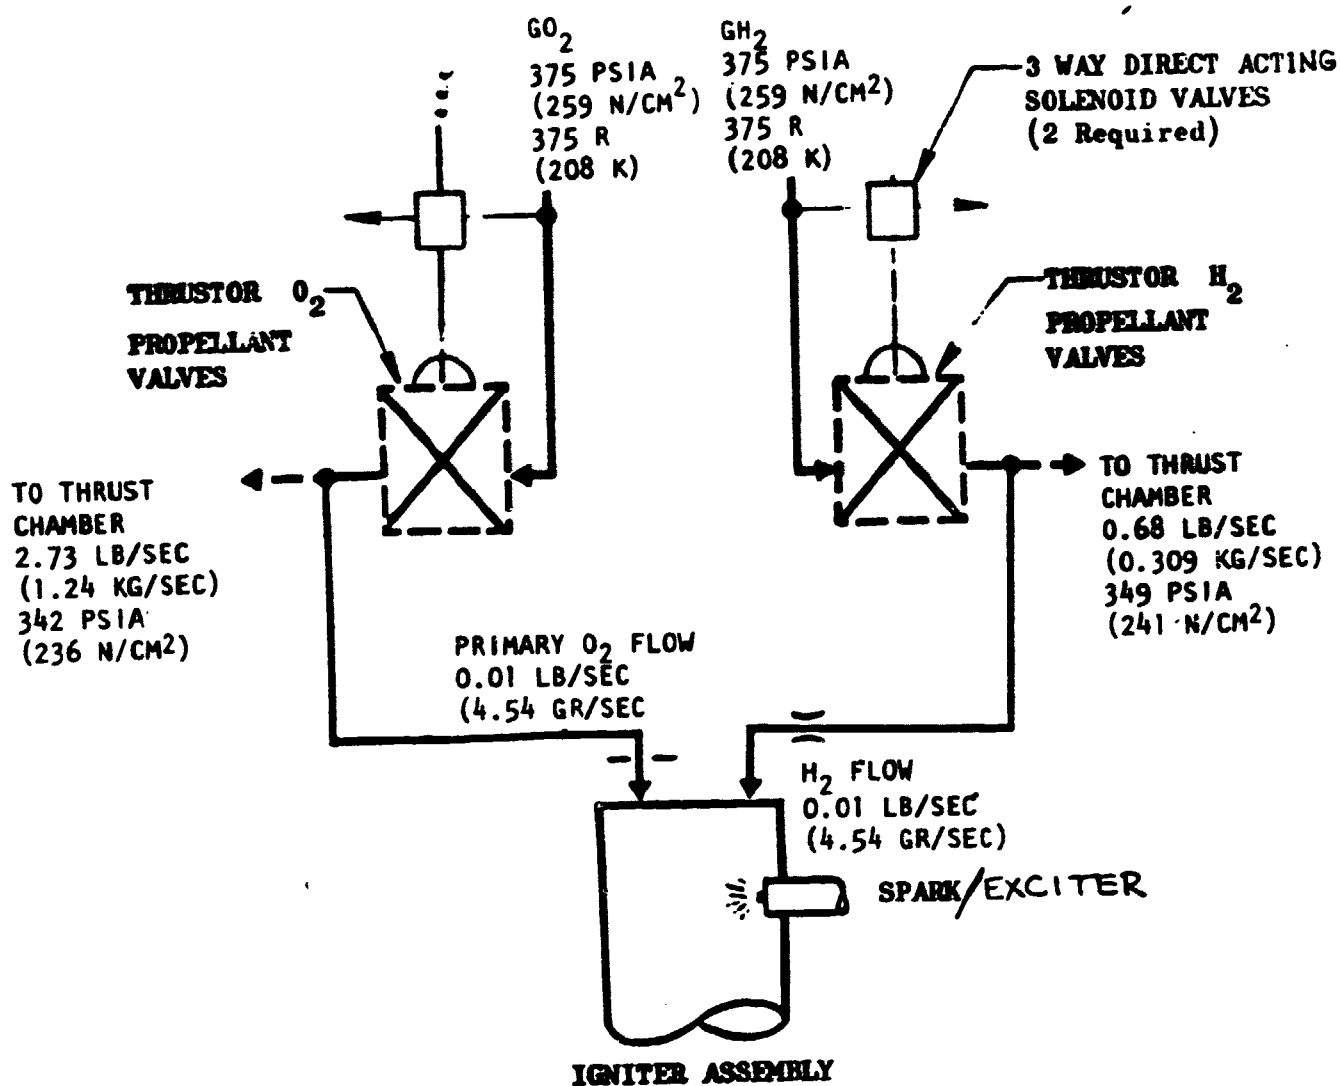 GO2
375 PSIA
(259 N/CM2)
375 R
(208 K)
GH2
375 PSIA
(259 N/CM2)
375 R
(208 K)
3 WAY DIRECT ACTING
SOLENOID VALVES
(2 Required)
THRUSTOR O2
PROPELLANT
VALVES
THRUSTOR H2
PROPELLANT
VALVES
TO THRUST
CHAMBER
2.73 LB/SEC
(1.24 KG/SEC)
342 PSIA
(236 N/CM2)
TO THRUST
CHAMBER
0.68 LB/SEC
(0.309 KG/SEC)
349 PSIA
(241 N/CM2)
PRIMARY O2 FLOW
0.01 LB/SEC
(4.54 GR/SEC
H2 FLOW
0.01 LB/SEC
(4.54 GR/SEC)
SPARK/EXCITER
IGNITER ASSEMBLY